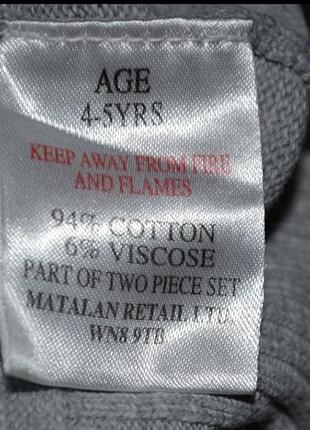 AGE
4-5YRS
KEEP AWAY FROM FIRE
AND FLAMES
94% COTTON
6% VISCOSE
PART OF TWO PIECE SET
MATALAN RETAIL LTD.
WN8 9TB